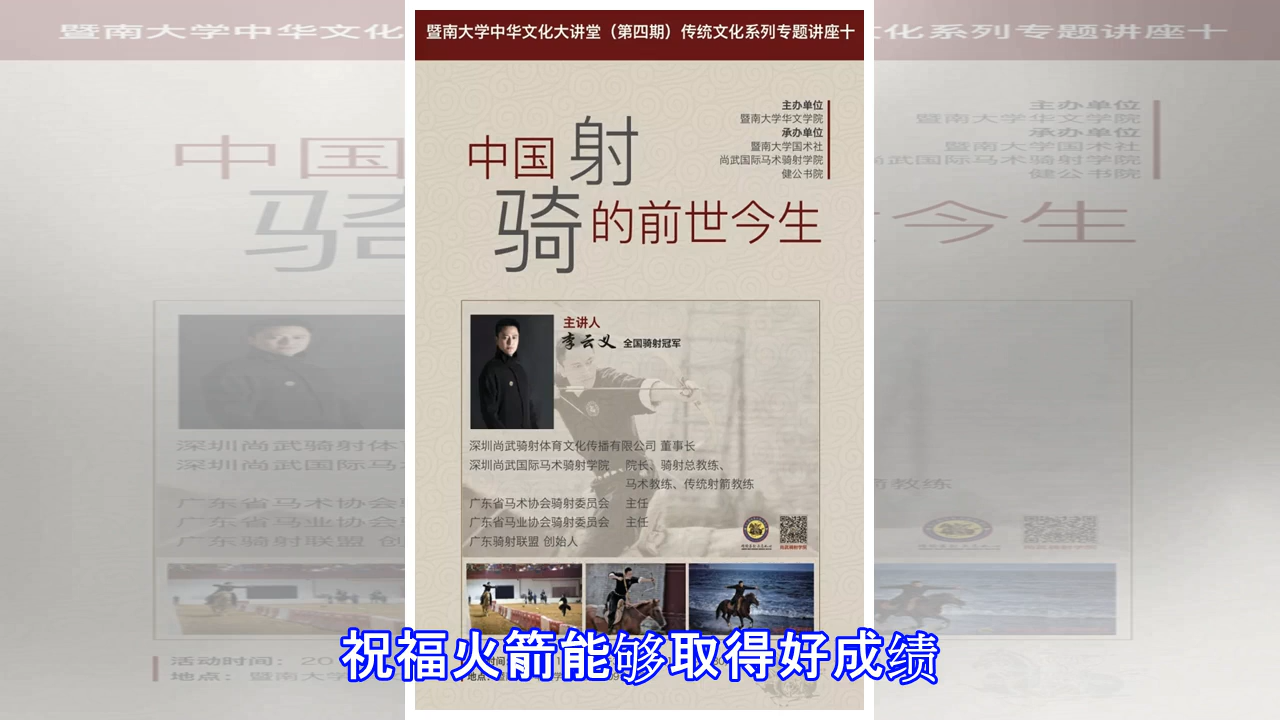 暨南大学中华文化大讲堂（第四期）传统文化系列专题讲座十
主办单位
暨南大学华文学院
承办单位
暨南大学国术社
尚武国际马术骑射学院
健公书院
中国射
骑的前世今生
主讲人
李云义 全国骑射冠军
深圳尚武骑射体育文化传播有限公司 董事长
深圳尚武国际马术骑射学院 院长、骑射总教练、
马术教练、传统射箭教练
广东省马术协会骑射委员会 主任
广东省马业协会骑射委员会 主任
广东骑射联盟 创始人
尚武骑射学院
祝福火箭能够取得好成绩